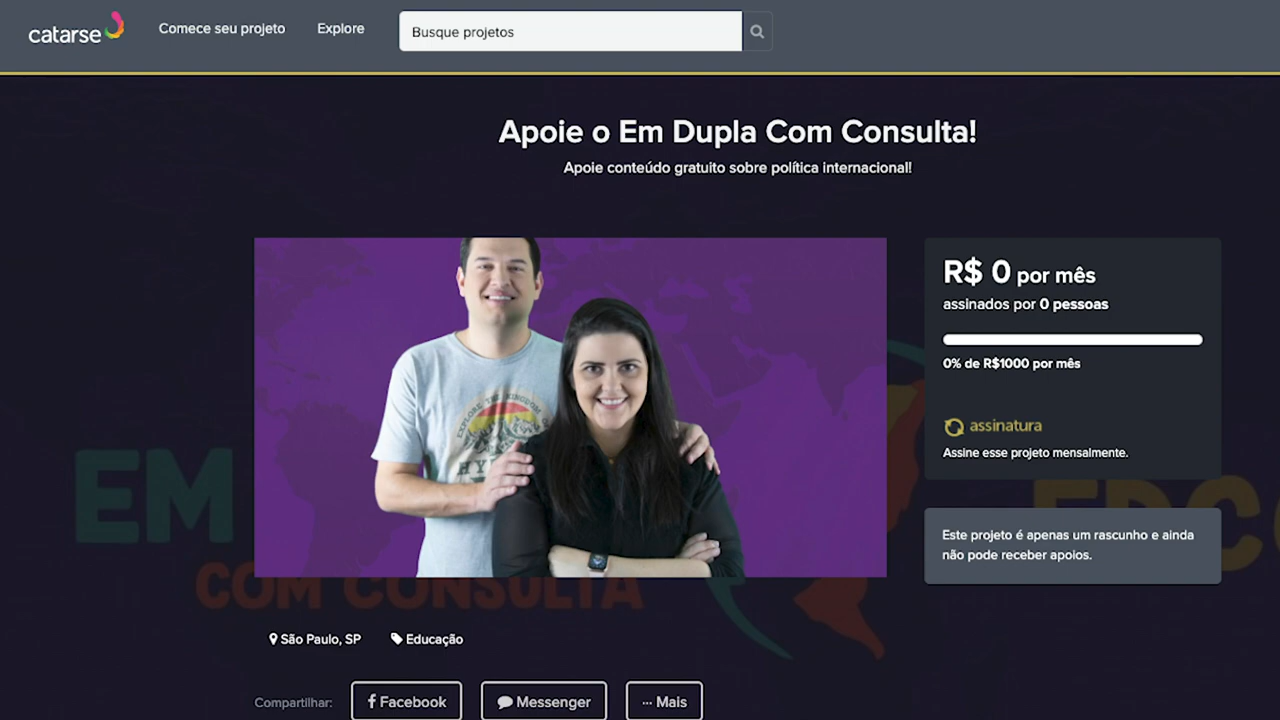 catarse
Comece seu projeto
Explore
Busque projetos
Apoie o Em Dupla Com Consulta!
Apoie conteúdo gratuito sobre política internacional!
R$ 0 por mês
assinados por 0 pessoas
0% de R$1000 por mês
EXPLORE THE KINGDOM
assinatura
Assine esse projeto mensalmente.
EM
EDC
COM CONSULTA
Este projeto é apenas um rascunho e ainda
não pode receber apoios.
São Paulo, SP
Educação
Compartilhar:
Facebook
Messenger
··· Mais